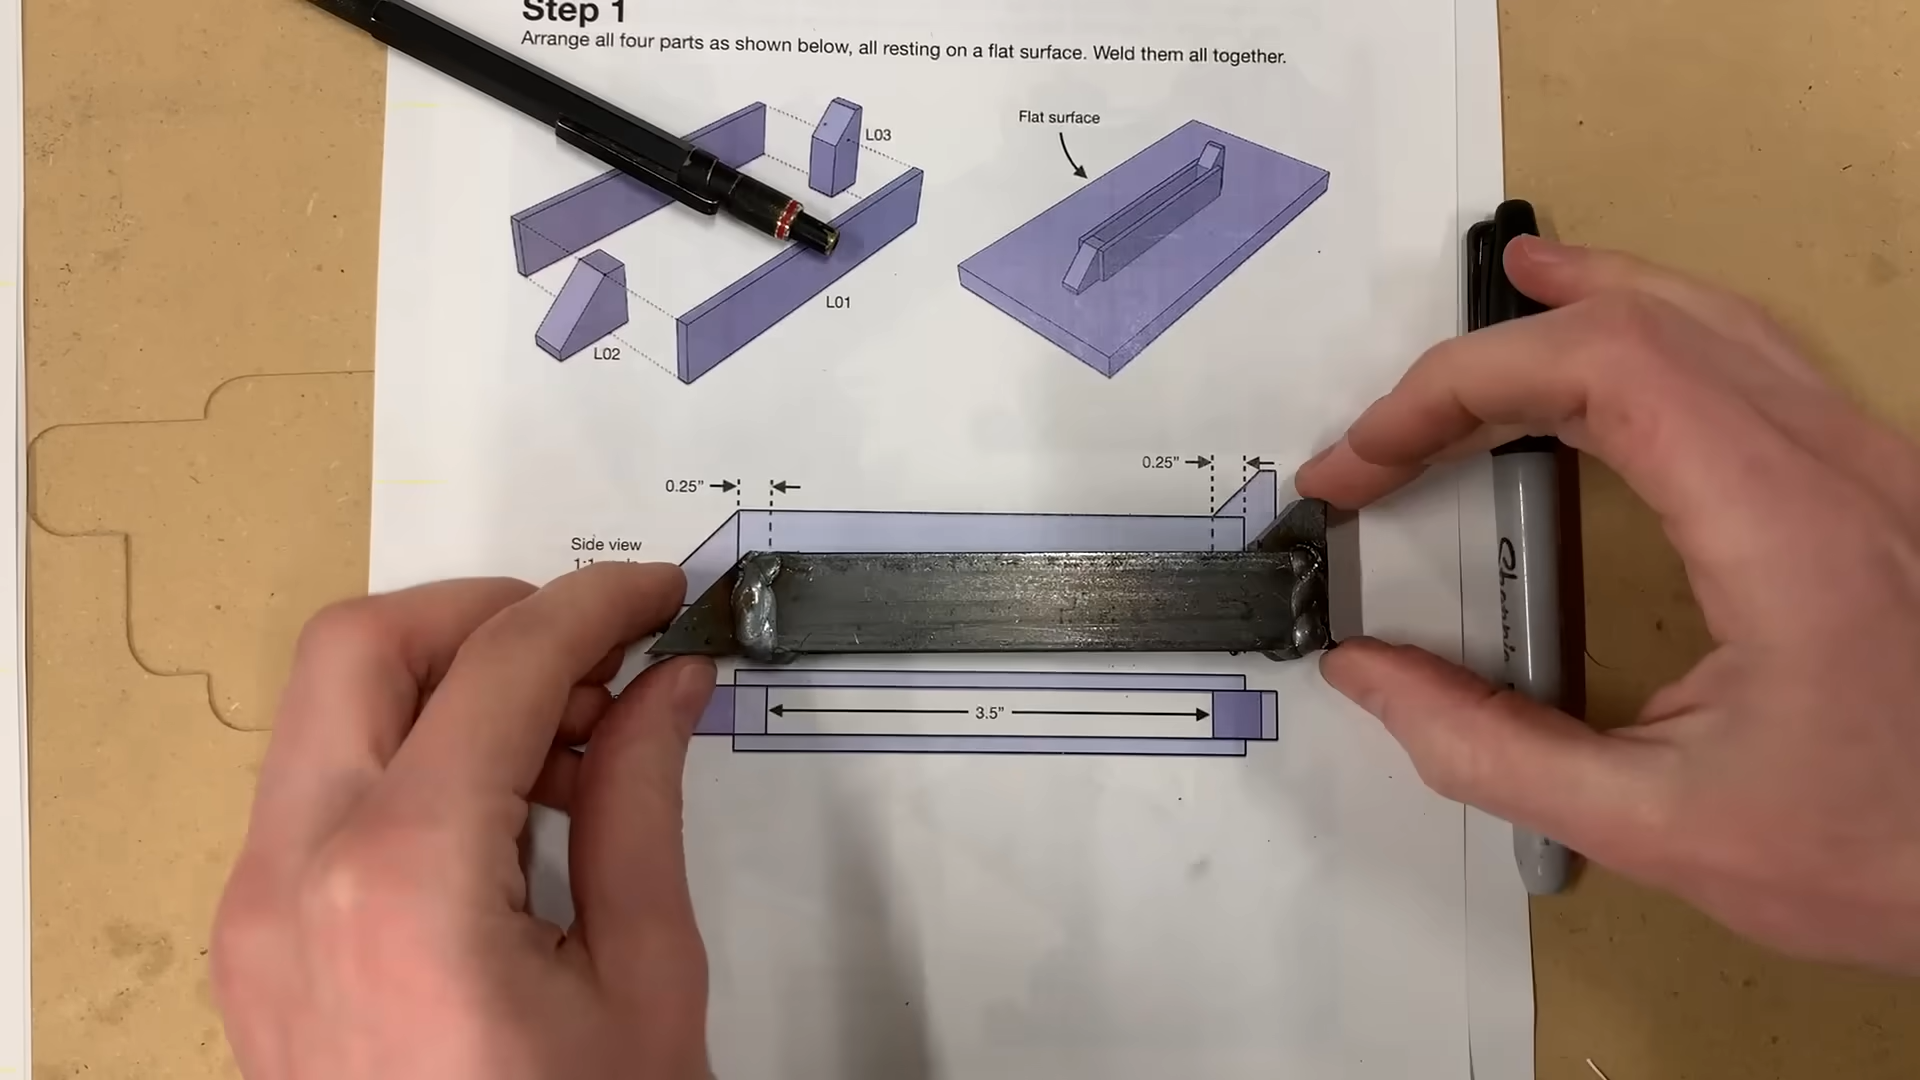 Step 1
Arrange all four parts as shown below, all resting on a flat surface. Weld them all together.
L03
Flat surface
L01
L02
0.25"
0.25"
Side view
3.5"
Sharpie